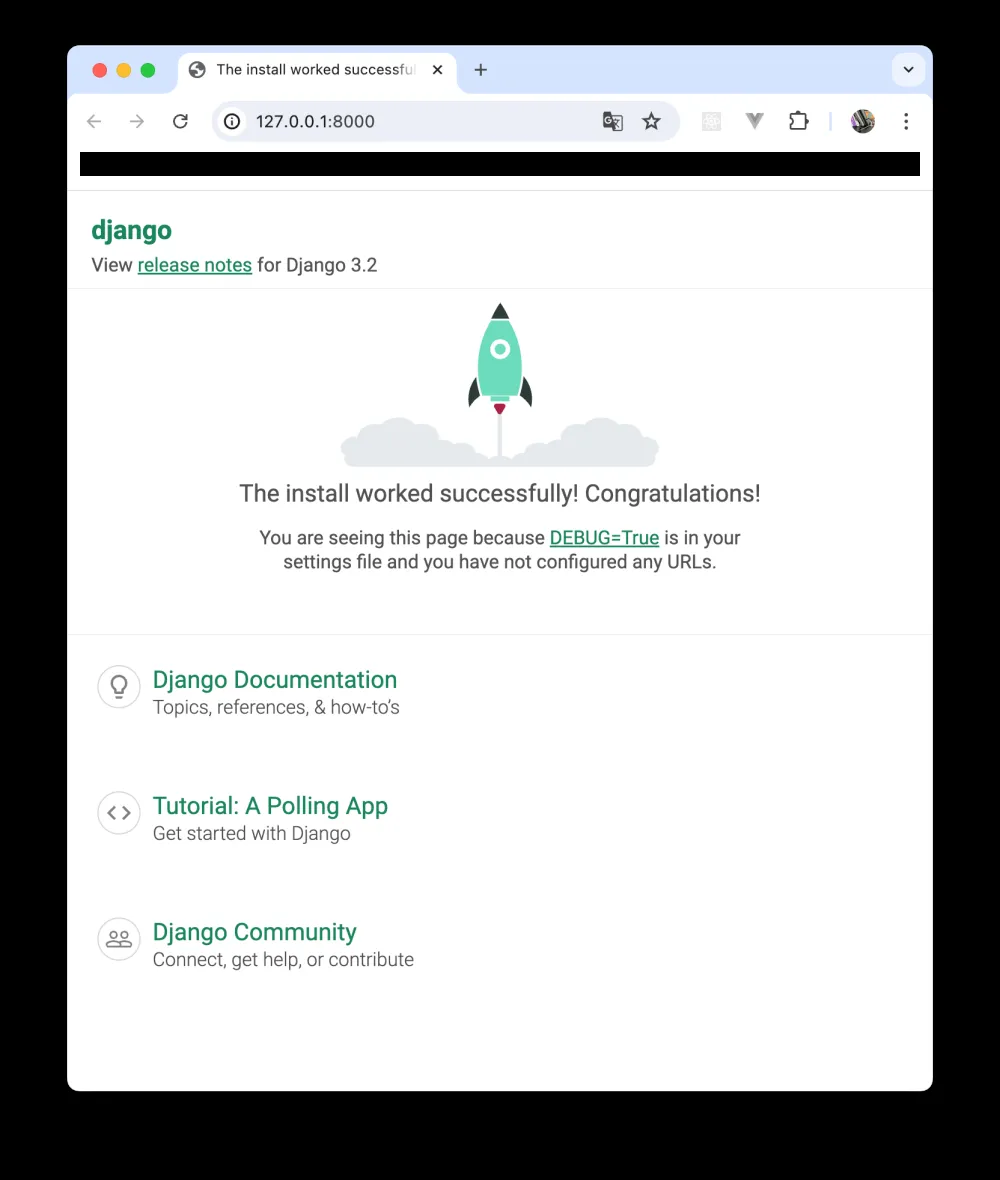 The install worked successfu
127.0.0.1:8000
django
View release notes for Django 3.2
The install worked successfully! Congratulations!
You are seeing this page because DEBUG=True is in your
settings file and you have not configured any URLs.
Django Documentation
Topics, references, & how-to’s
Tutorial: A Polling App
Get started with Django
Django Community
Connect, get help, or contribute